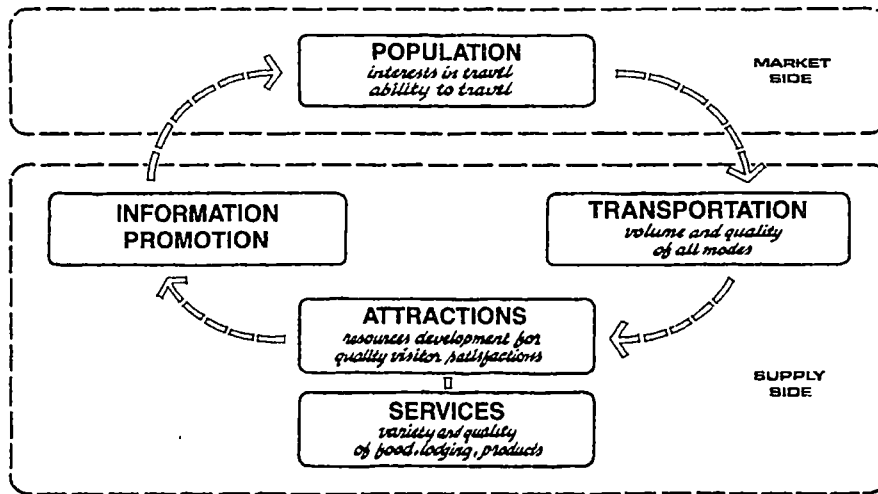 POPULATION
interests in travel
ability to travel
MARKET
SIDE
INFORMATION
PROMOTION
TRANSPORTATION
volume and quality
of all modes
ATTRACTIONS
resources development for
quality visitor satisfactions
SERVICES
variety and quality
of food, lodging, products
SUPPLY
SIDE